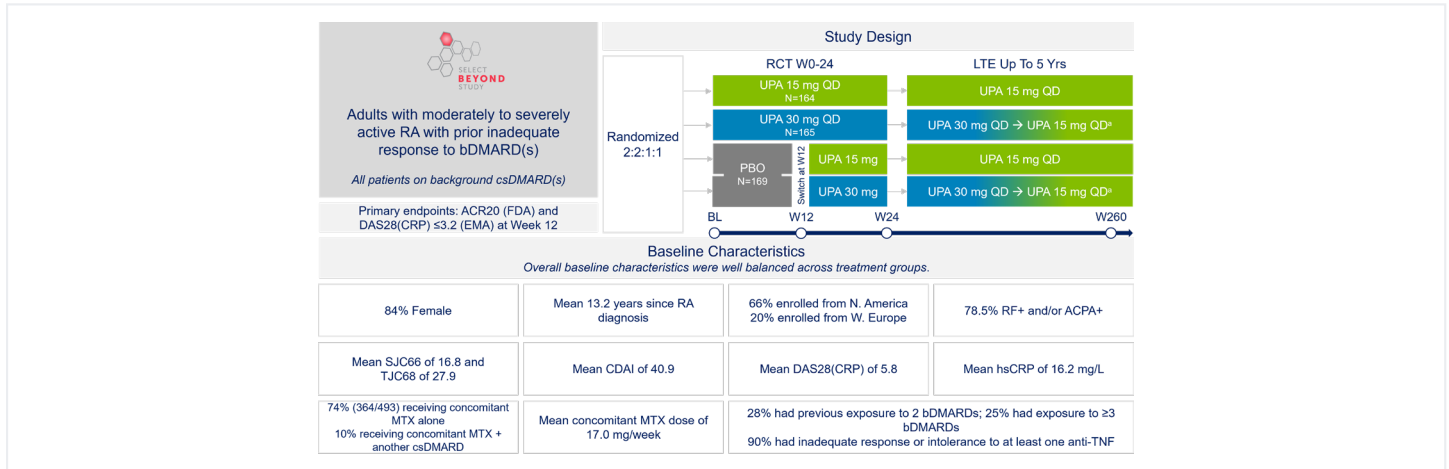 SELECT
BEYOND
STUDY
Adults with moderately to severely
active RA with prior inadequate
response to bDMARD(s)
All patients on background csDMARD(s)
Primary endpoints: ACR20 (FDA) and
DAS28(CRP) ≤3.2 (EMA) at Week 12
Study Design
RCT W0-24
LTE Up To 5 Yrs
Randomized
2:2:1:1
UPA 15 mg QD
N=164
UPA 15 mg QD
UPA 30 mg QD
N=165
UPA 30 mg QD → UPA 15 mg QDᵃ
PBO
N=169
Switch at W12
UPA 15 mg
UPA 15 mg QD
UPA 30 mg
UPA 30 mg QD → UPA 15 mg QDᵃ
BL
W12
W24
W260
Baseline Characteristics
Overall baseline characteristics were well balanced across treatment groups.
84% Female
Mean 13.2 years since RA
diagnosis
66% enrolled from N. America
20% enrolled from W. Europe
78.5% RF+ and/or ACPA+
Mean SJC66 of 16.8 and
TJC68 of 27.9
Mean CDAI of 40.9
Mean DAS28(CRP) of 5.8
Mean hsCRP of 16.2 mg/L
74% (364/493) receiving concomitant
MTX alone
10% receiving concomitant MTX +
another csDMARD
Mean concomitant MTX dose of
17.0 mg/week
28% had previous exposure to 2 bDMARDs; 25% had exposure to ≥3
bDMARDs
90% had inadequate response or intolerance to at least one anti-TNF